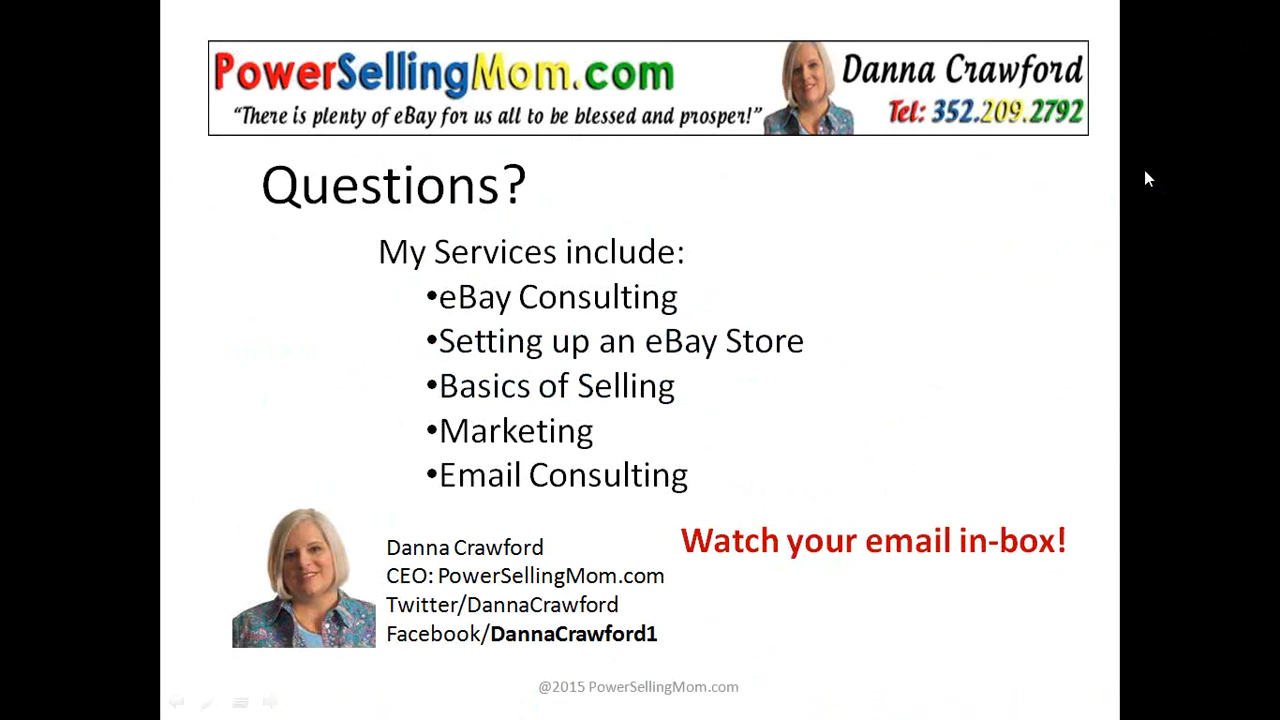 PowerSellingMom.com
"There is plenty of eBay for us all to be blessed and prosper!"
Danna Crawford
Tel: 352.209.2792
Questions?
My Services include:
•eBay Consulting
•Setting up an eBay Store
•Basics of Selling
•Marketing
•Email Consulting
Watch your email in-box!
Danna Crawford
CEO: PowerSellingMom.com
Twitter/DannaCrawford
Facebook/DannaCrawford1
@2015 PowerSellingMom.com